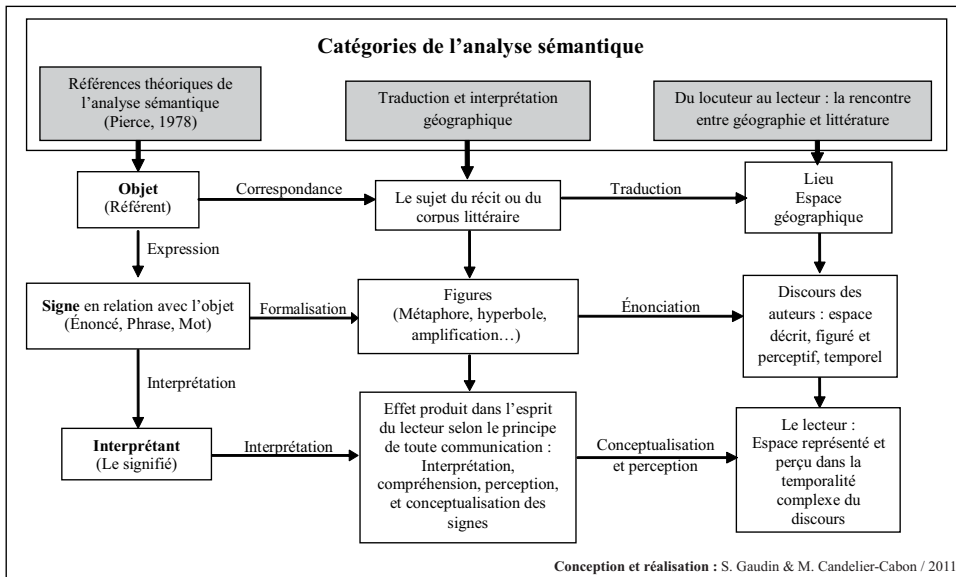 Catégories de l’analyse sémantique
Références théoriques de
l’analyse sémantique
(Pierce, 1978)
Traduction et interprétation
géographique
Du locuteur au lecteur : la rencontre
entre géographie et littérature
Objet
(Référent)
Correspondance
Le sujet du récit ou du
corpus littéraire
Traduction
Lieu
Espace
géographique
Expression
Signe en relation avec l’objet
(Énoncé, Phrase, Mot)
Formalisation
Figures
(Métaphore, hyperbole,
amplification…)
Énonciation
Discours des
auteurs : espace
décrit, figuré et
perceptif, temporel
Interprétation
Interprétant
(Le signifié)
Interprétation
Effet produit dans l’esprit
du lecteur selon le
principe de toute communication :
Interprétation,
compréhension, perception,
et conceptualisation des
signes
Conceptualisation
et perception
Le lecteur :
Espace représenté et
perçu dans la
temporalité
complexe du
discours
Conception et réalisation : S. Gaudin & M. Candelier-Cabon / 2011